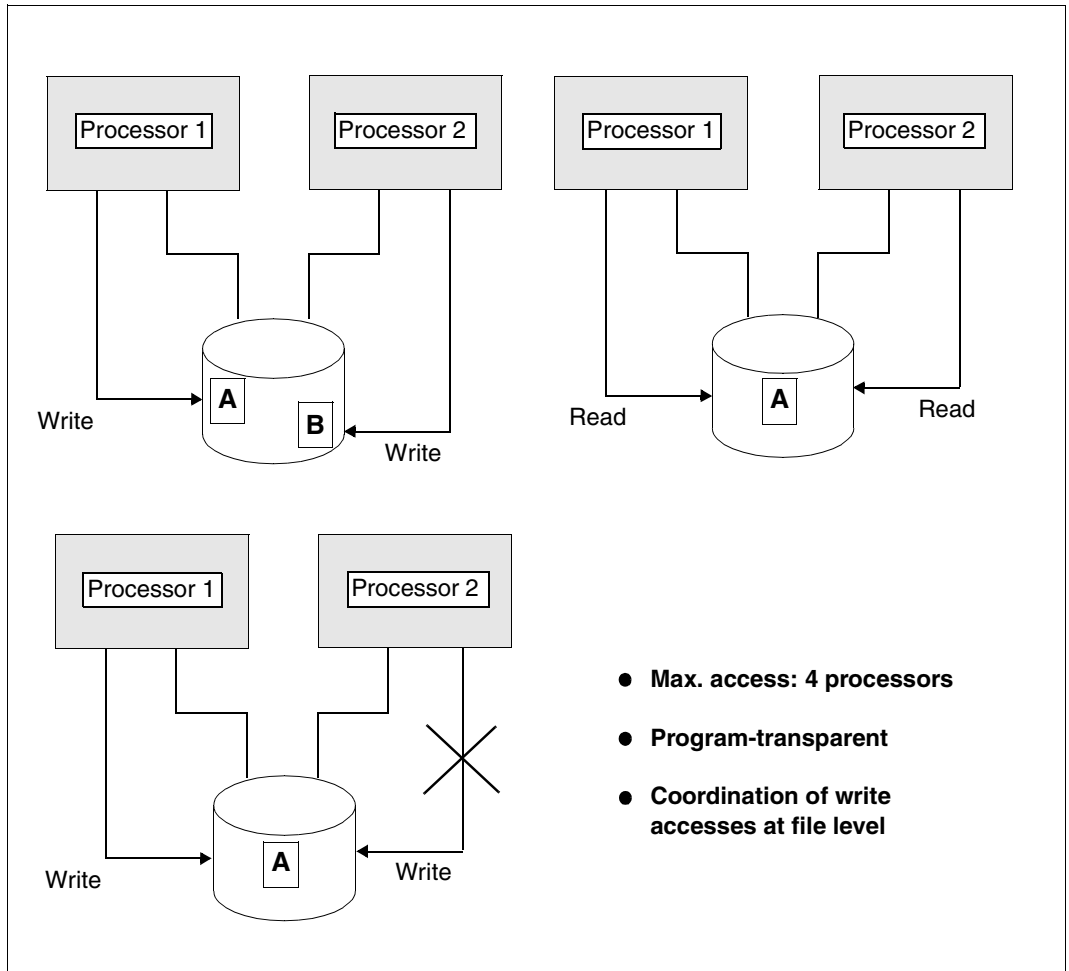 Processor 1
Processor 2
Write
A
B
Write
Processor 1
Processor 2
Read
A
Read
Processor 1
Processor 2
Write
A
Write
● Max. access: 4 processors
● Program-transparent
● Coordination of write
accesses at file level